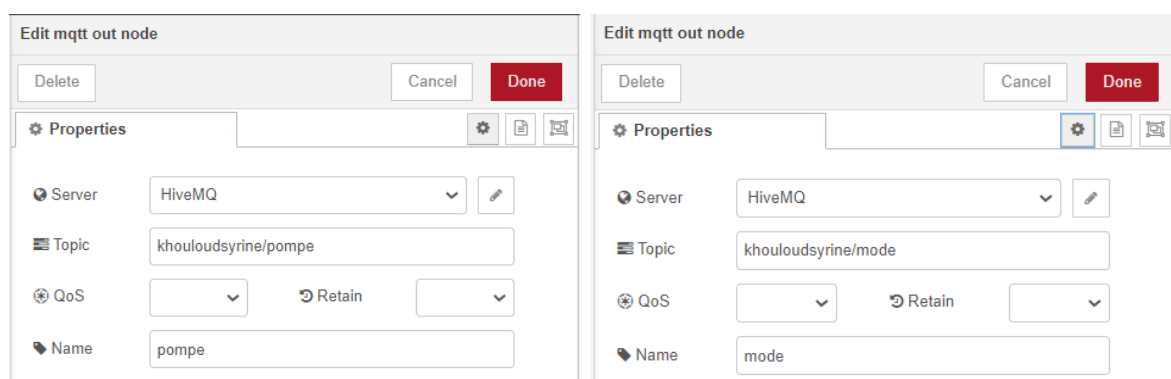 Edit mqtt out node
Delete Cancel Done
Properties
Server HiveMQ
Topic khouloudsyrine/pompe
QoS Retain
Name pompe
Edit mqtt out node
Delete Cancel Done
Properties
Server HiveMQ
Topic khouloudsyrine/mode
QoS Retain
Name mode